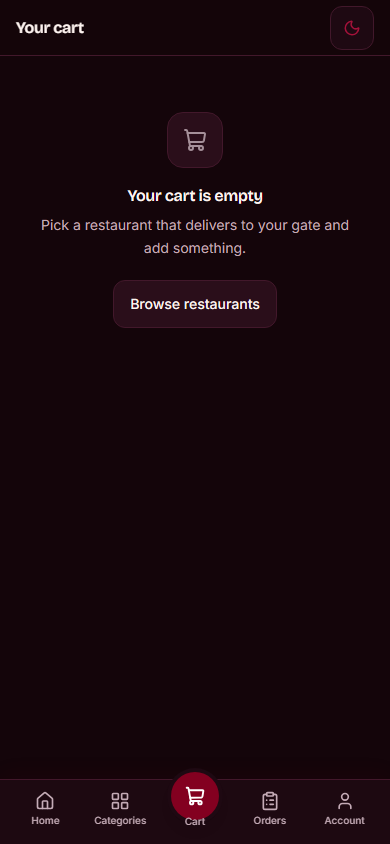 Your cart
Your cart is empty
Pick a restaurant that delivers to your gate and
add something.
Browse restaurants
Home
Categories
Cart
Orders
Account